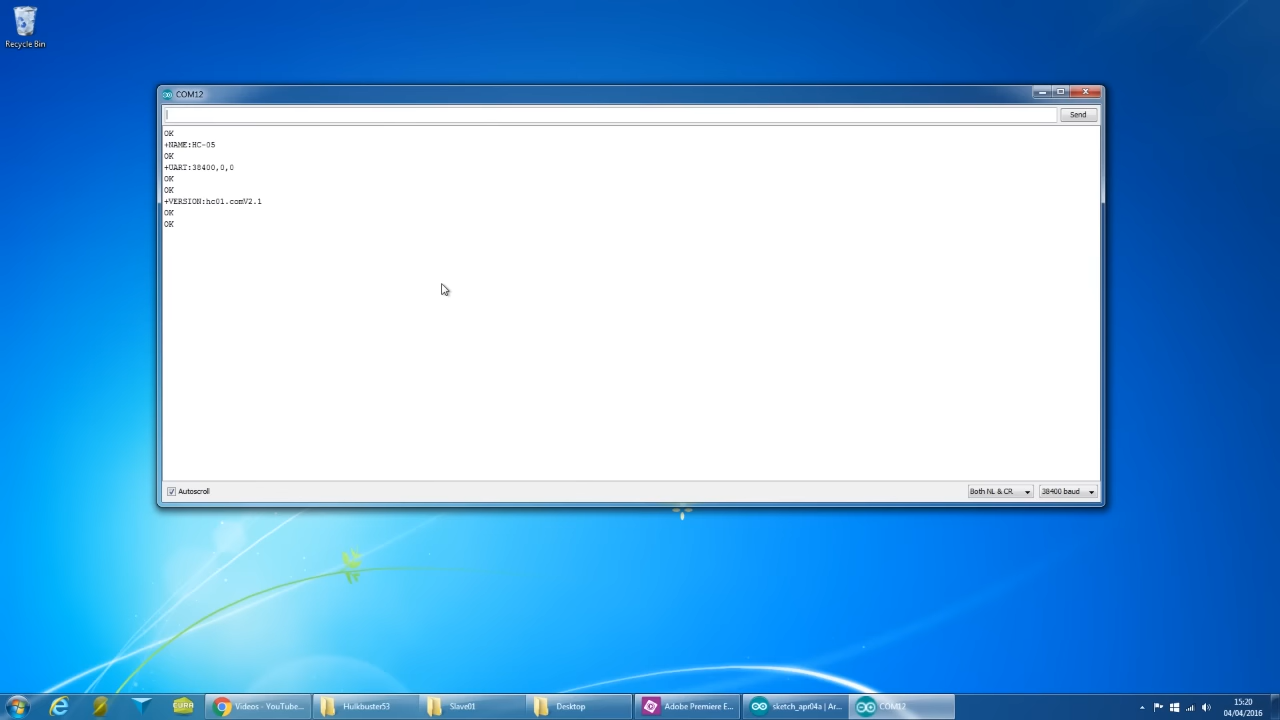 Recycle Bin
COM12
Send
OK
+NAME:HC-05
OK
+UART:38400,0,0
OK
OK
+VERSION:hc01.comV2.1
OK
OK
Autoscroll
Both NL & CR
38400 baud
CURA
Videos - YouTube...
Hulkbuster53
Slave01
Desktop
Adobe Premiere E...
sketch_apr04a | Ar...
COM12
15:20
04/04/2016